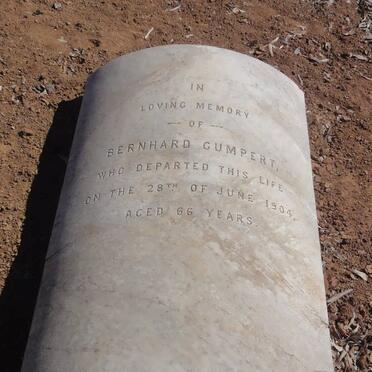 IN
LOVING MEMORY
— OF —
BERNHARD GUMPERT,
WHO DEPARTED THIS LIFE
ON THE 28TH OF JUNE 1904,
AGED 66 YEARS.